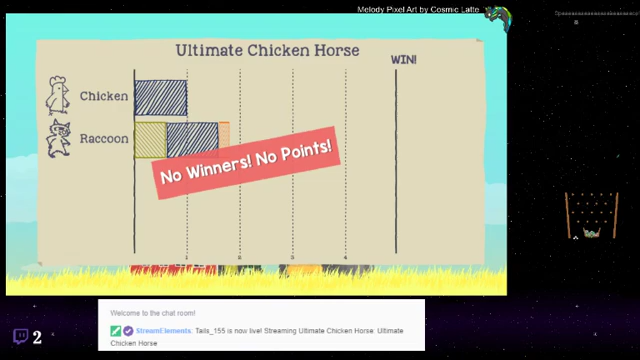 Melody Pixel Art by Cosmic Latte
Ultimate Chicken Horse
WIN!
Chicken
Raccoon
No Winners! No Points!
1
2
3
4
Welcome to the chat room!
StreamElements: Tails_155 is now live! Streaming Ultimate Chicken Horse: Ultimate
Chicken Horse
2